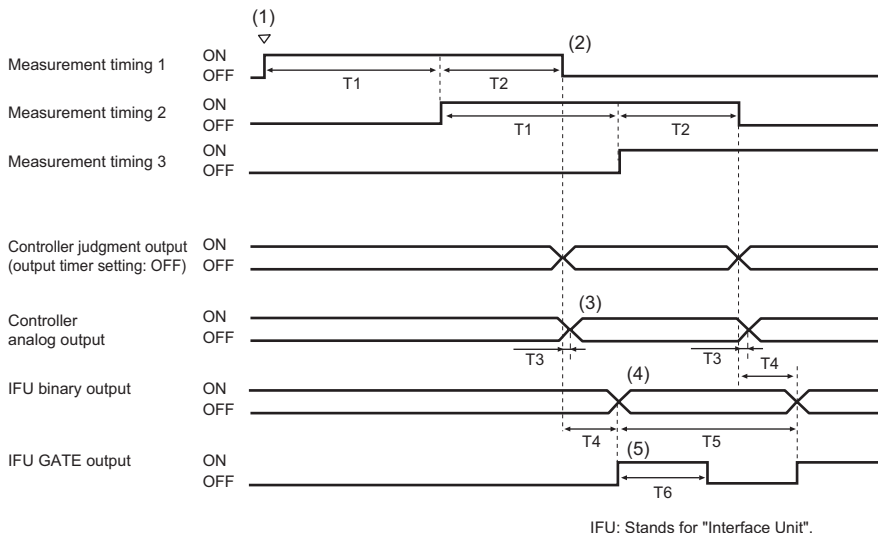 (1)
Measurement timing 1
ON
OFF
T1
T2
(2)
Measurement timing 2
ON
OFF
T1
T2
Measurement timing 3
ON
OFF
Controller judgment output
(output timer setting: OFF)
ON
OFF
Controller
analog output
ON
OFF
(3)
T3
T3
T4
IFU binary output
ON
OFF
(4)
T4
T5
IFU GATE output
ON
OFF
(5)
T6
IFU: Stands for "Interface Unit".